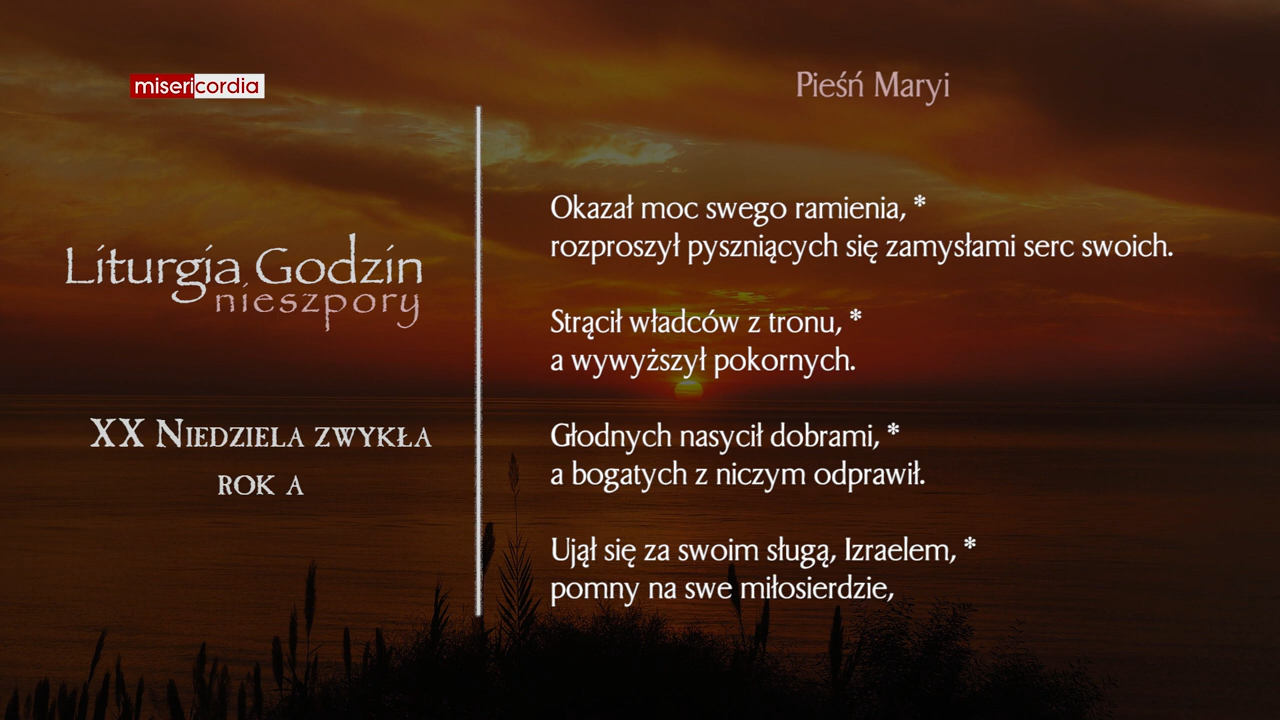 misericordia
Liturgia Godzin
nieszpory
XX Niedziela zwykła
rok A
Pieśń Maryi
Okazał moc swego ramienia, *
rozproszył pyszniących się zamysłami serc swoich.
Strącił władców z tronu, *
a wywyższył pokornych.
Głodnych nasycił dobrami, *
a bogatych z niczym odprawił.
Ujął się za swoim sługą, Izraelem, *
pomny na swe miłosierdzie,